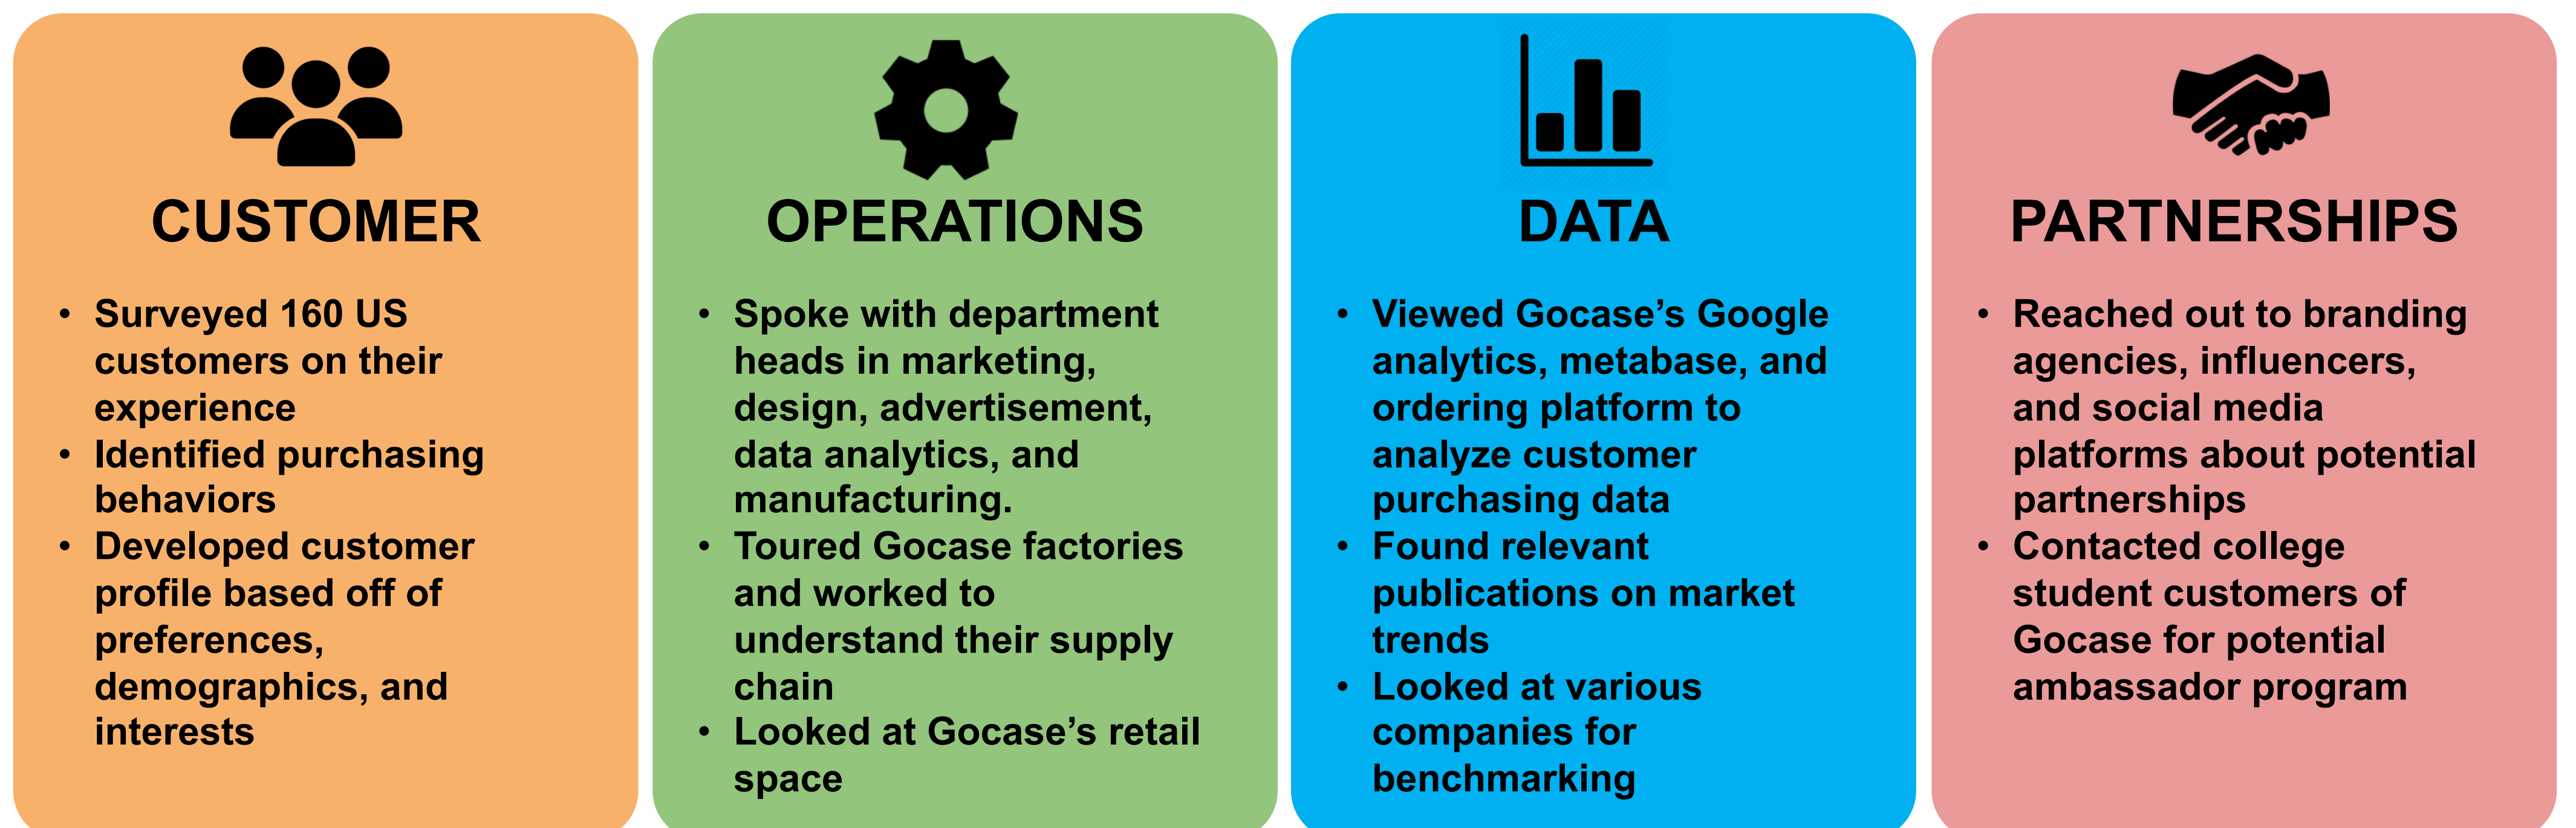 CUSTOMER
• Surveyed 160 US
customers on their
experience
• Identified purchasing
behaviors
• Developed customer
profile based off of
preferences,
demographics, and
interests
OPERATIONS
• Spoke with department
heads in marketing,
design, advertisement,
data analytics, and
manufacturing.
• Toured Gocase factories
and worked to
understand their supply
chain
• Looked at Gocase’s retail
space
DATA
• Viewed Gocase’s Google
analytics, metabase, and
ordering platform to
analyze customer
purchasing data
• Found relevant
publications on market
trends
• Looked at various
companies for
benchmarking
PARTNERSHIPS
• Reached out to branding
agencies, influencers,
and social media
platforms about potential
partnerships
• Contacted college
student customers of
Gocase for potential
ambassador program